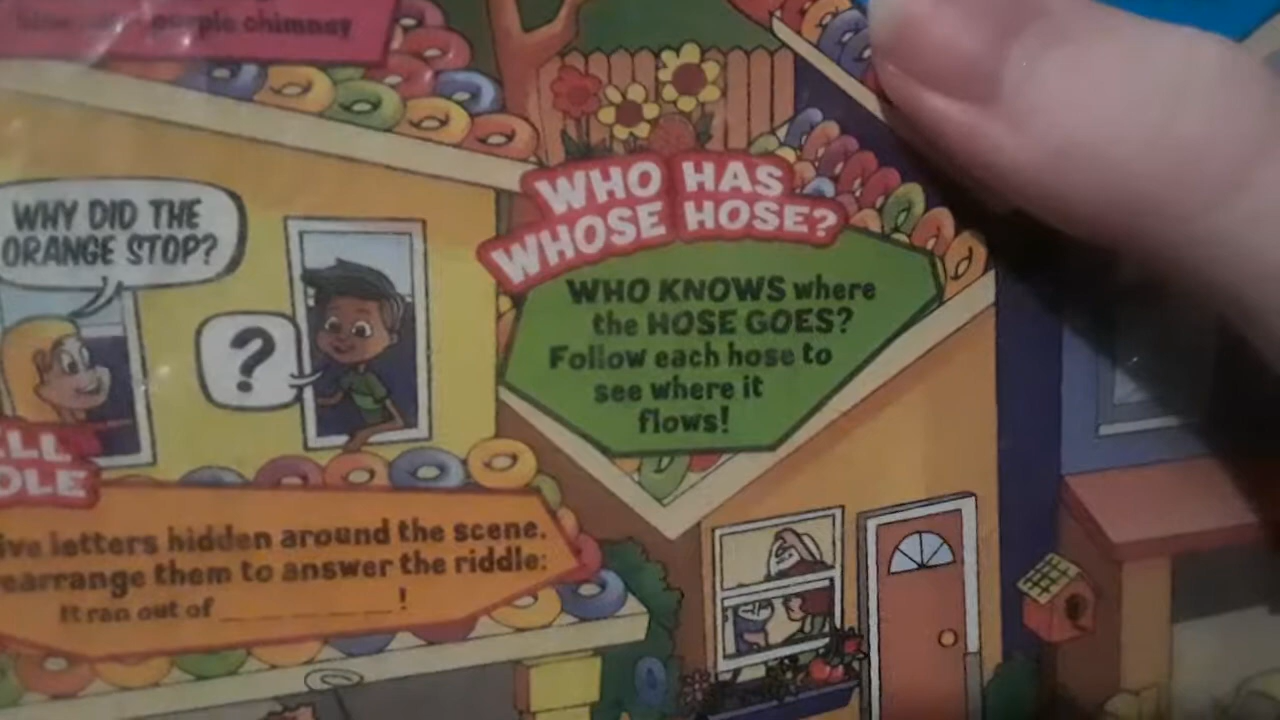 purple chimney
WHY DID THE
ORANGE STOP?
?
WHO HAS
WHOSE HOSE?
WHO KNOWS where
the HOSE GOES?
Follow each hose to
see where it
flows!
ELL
OLE
ive letters hidden around the scene.
earrange them to answer the riddle:
It ran out of _ _ _ _ _!